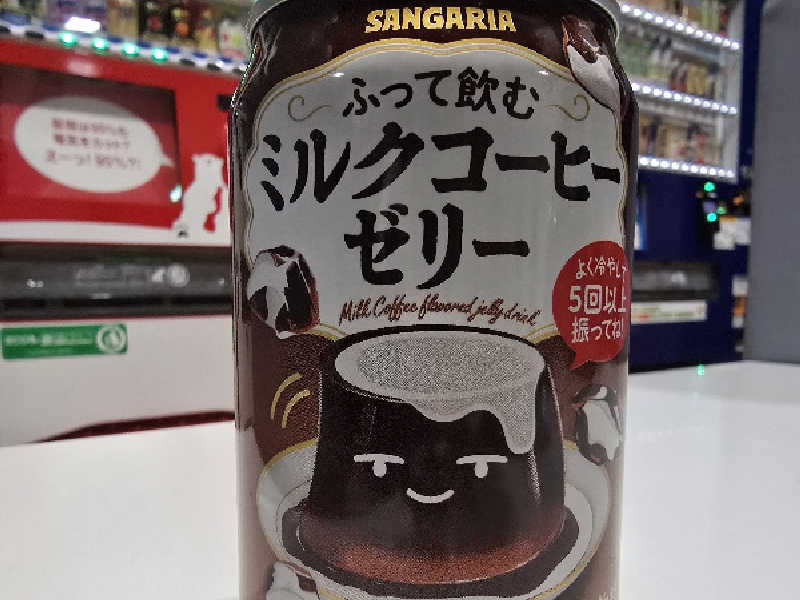 SANGARIA
ふって飲む
ミルクコーヒー
ゼリー
Milk Coffee flavored jelly drink
よく冷やして
5回以上
振ってね!